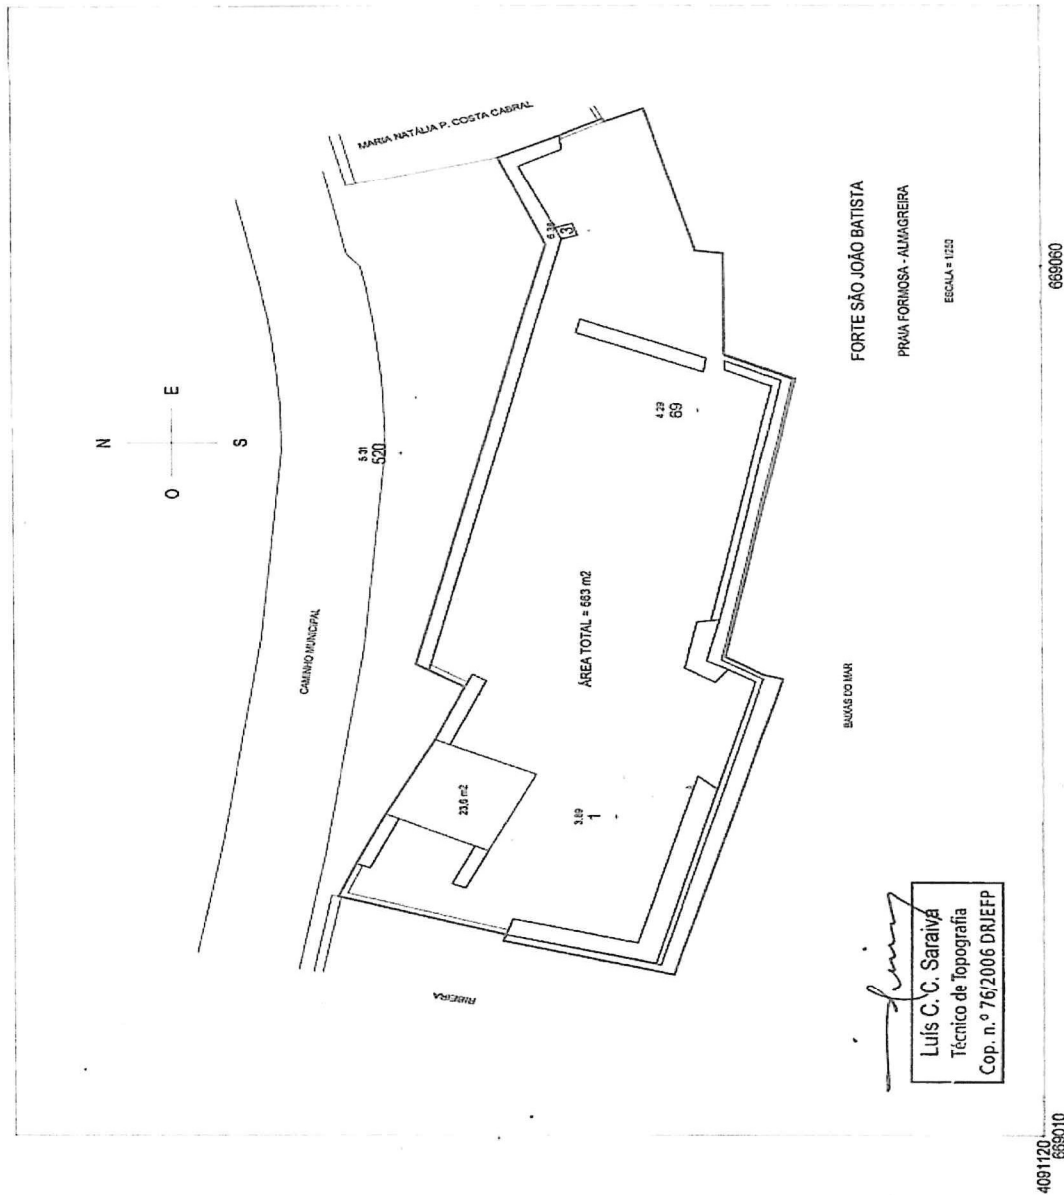 MARIA NATÁLIA P. COSTA CABRAL
N
O
E
S
CAMINHO MUNICIPAL
5.31
520
6.36
3
4.29
69
ÁREA TOTAL = 663 m2
23,6 m2
3.89
1
RIBEIRA
BAIXAS DO MAR
FORTE SÃO JOÃO BATISTA
PRAIA FORMOSA - ALMAGREIRA
ESCALA = 1/250
Luís C. C. Saraiva
Técnico de Topografia
Cop. n.º 76/2006 DRJEFP
4091120
669010
669060